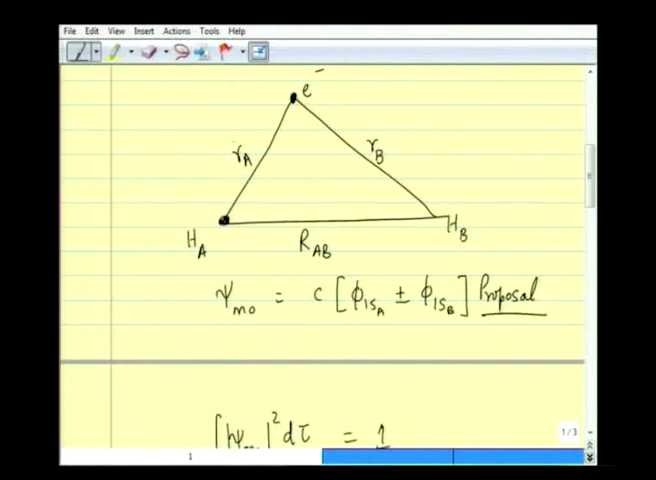 File Edit View Insert Actions Tools Help
e⁻
r_A
r_B
H_A
R_AB
H_B
ψ_mo = c [ϕ_1s_A ± ϕ_1s_B] Proposal
1/3
∫|ψ_mo|² dτ = 1
1